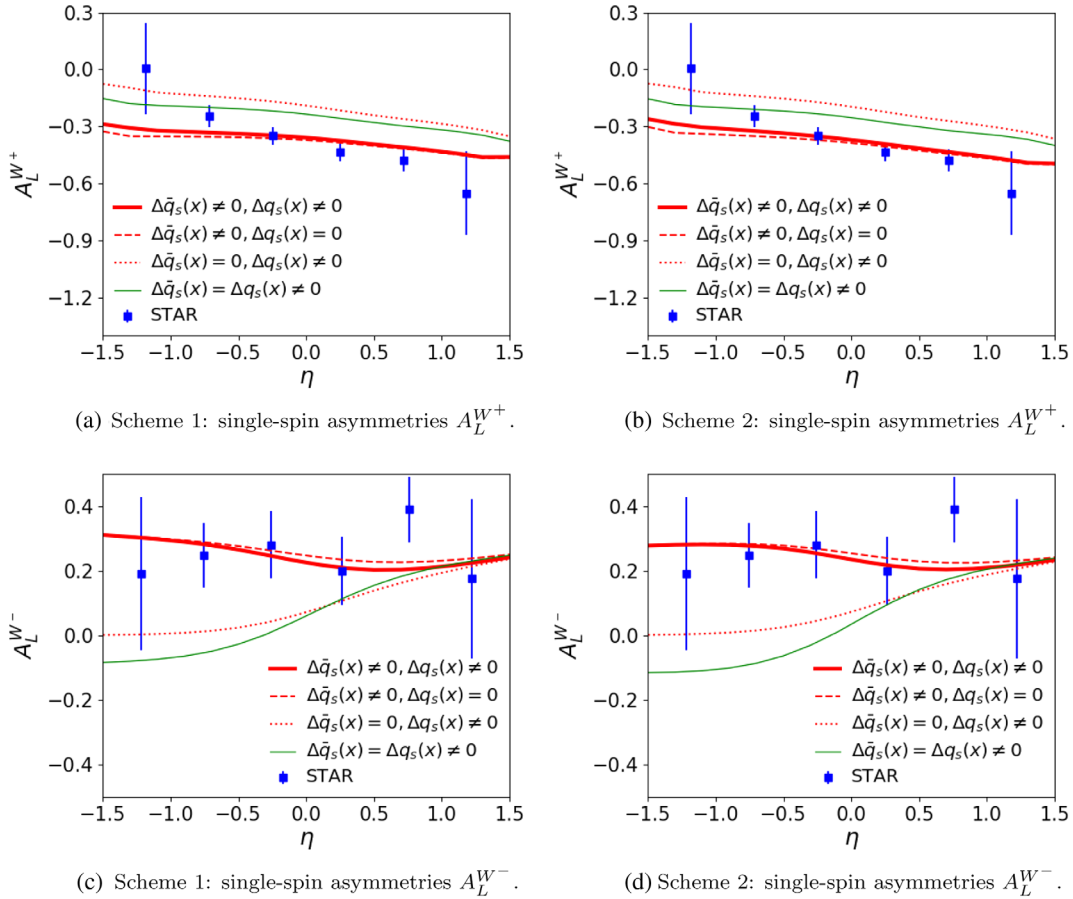 0.3
0.0
−0.3
−0.6
−0.9
−1.2
A_L^{W^+}
Δq̄_s(x) ≠ 0, Δq_s(x) ≠ 0
Δq̄_s(x) ≠ 0, Δq_s(x) = 0
Δq̄_s(x) = 0, Δq_s(x) ≠ 0
Δq̄_s(x) = Δq_s(x) ≠ 0
STAR
−1.5 −1.0 −0.5 0.0 0.5 1.0 1.5
η
(a) Scheme 1: single-spin asymmetries A_L^{W^+}.
0.3
0.0
−0.3
−0.6
−0.9
−1.2
A_L^{W^+}
Δq̄_s(x) ≠ 0, Δq_s(x) ≠ 0
Δq̄_s(x) ≠ 0, Δq_s(x) = 0
Δq̄_s(x) = 0, Δq_s(x) ≠ 0
Δq̄_s(x) = Δq_s(x) ≠ 0
STAR
−1.5 −1.0 −0.5 0.0 0.5 1.0 1.5
η
(b) Scheme 2: single-spin asymmetries A_L^{W^+}.
0.4
0.2
0.0
−0.2
−0.4
A_L^{W^-}
Δq̄_s(x) ≠ 0, Δq_s(x) ≠ 0
Δq̄_s(x) ≠ 0, Δq_s(x) = 0
Δq̄_s(x) = 0, Δq_s(x) ≠ 0
Δq̄_s(x) = Δq_s(x) ≠ 0
STAR
−1.5 −1.0 −0.5 0.0 0.5 1.0 1.5
η
(c) Scheme 1: single-spin asymmetries A_L^{W^-}.
0.4
0.2
0.0
−0.2
−0.4
A_L^{W^-}
Δq̄_s(x) ≠ 0, Δq_s(x) ≠ 0
Δq̄_s(x) ≠ 0, Δq_s(x) = 0
Δq̄_s(x) = 0, Δq_s(x) ≠ 0
Δq̄_s(x) = Δq_s(x) ≠ 0
STAR
−1.5 −1.0 −0.5 0.0 0.5 1.0 1.5
η
(d) Scheme 2: single-spin asymmetries A_L^{W^-}.